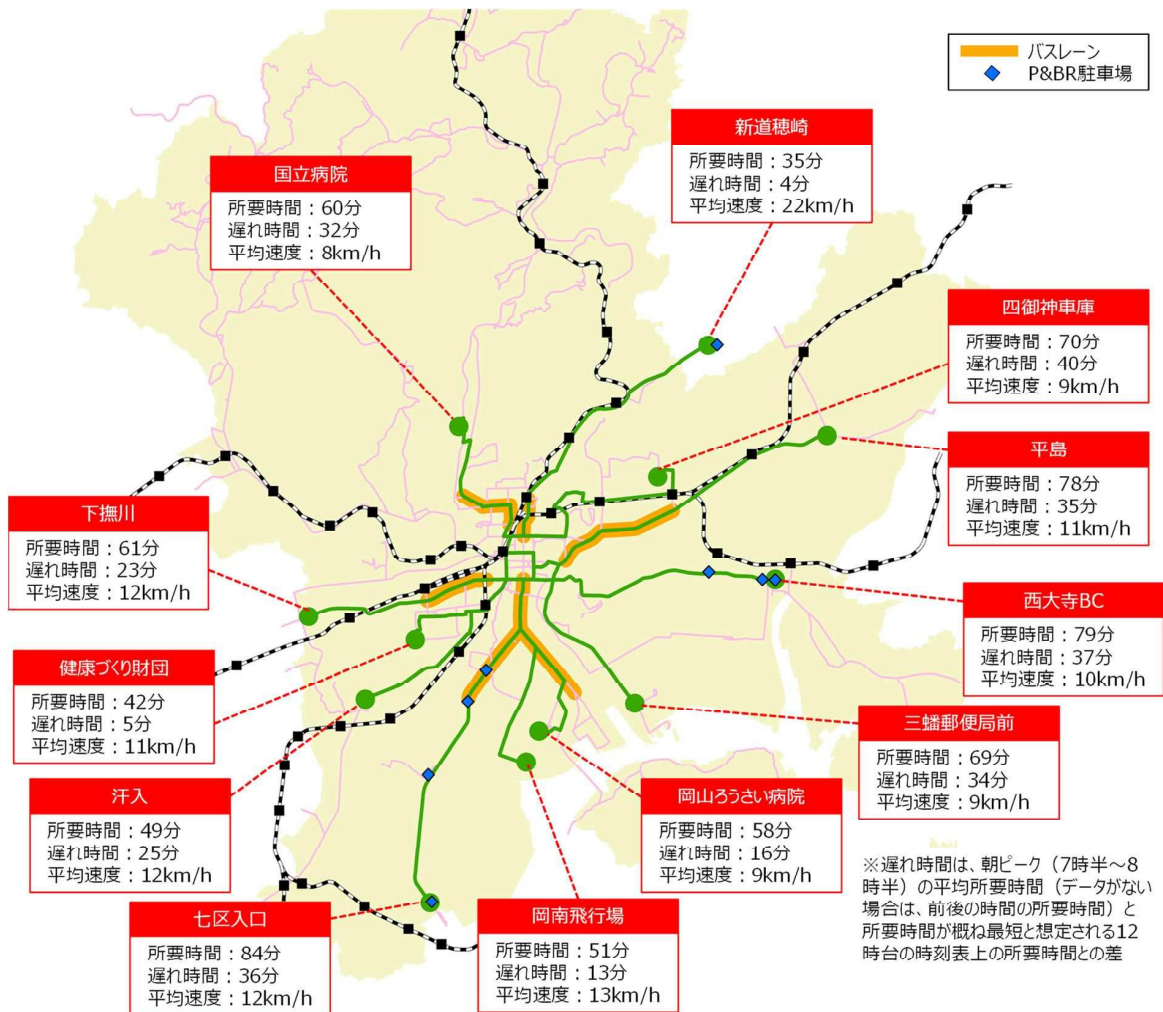 バスレーン
P&BR駐車場
新道穂崎
所要時間：35分
遅れ時間：4分
平均速度：22km/h
国立病院
所要時間：60分
遅れ時間：32分
平均速度：8km/h
四御神車庫
所要時間：70分
遅れ時間：40分
平均速度：9km/h
平島
所要時間：78分
遅れ時間：35分
平均速度：11km/h
下撫川
所要時間：61分
遅れ時間：23分
平均速度：12km/h
西大寺BC
所要時間：79分
遅れ時間：37分
平均速度：10km/h
健康づくり財団
所要時間：42分
遅れ時間：5分
平均速度：11km/h
三蟠郵便局前
所要時間：69分
遅れ時間：34分
平均速度：9km/h
汗入
所要時間：49分
遅れ時間：25分
平均速度：12km/h
岡山ろうさい病院
所要時間：58分
遅れ時間：16分
平均速度：9km/h
七区入口
所要時間：84分
遅れ時間：36分
平均速度：12km/h
岡南飛行場
所要時間：51分
遅れ時間：13分
平均速度：13km/h
※遅れ時間は、朝ピーク（7時半～8
時半）の平均所要時間（データがない
場合は、前後の時間の所要時間）と
所要時間が概ね最短と想定される12
時台の時刻表上の所要時間との差